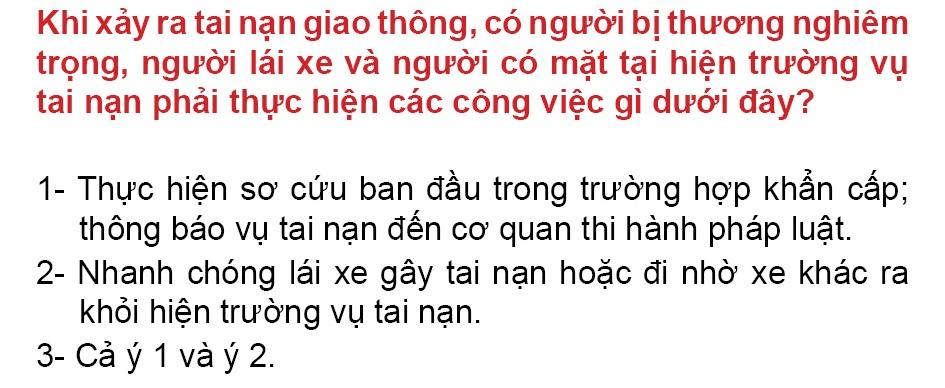 Khi xảy ra tai nạn giao thông, có người bị thương nghiêm
trọng, người lái xe và người có mặt tại hiện trường vụ
tai nạn phải thực hiện các công việc gì dưới đây?
1- Thực hiện sơ cứu ban đầu trong trường hợp khẩn cấp;
thông báo vụ tai nạn đến cơ quan thi hành pháp luật.
2- Nhanh chóng lái xe gây tai nạn hoặc đi nhờ xe khác ra
khỏi hiện trường vụ tai nạn.
3- Cả ý 1 và ý 2.